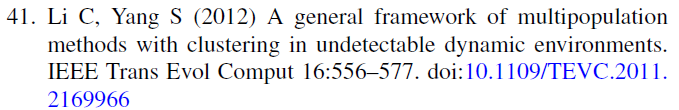 41. Li C, Yang S (2012) A general framework of multipopulation
methods with clustering in undetectable dynamic environments.
IEEE Trans Evol Comput 16:556–577. doi:10.1109/TEVC.2011.
2169966